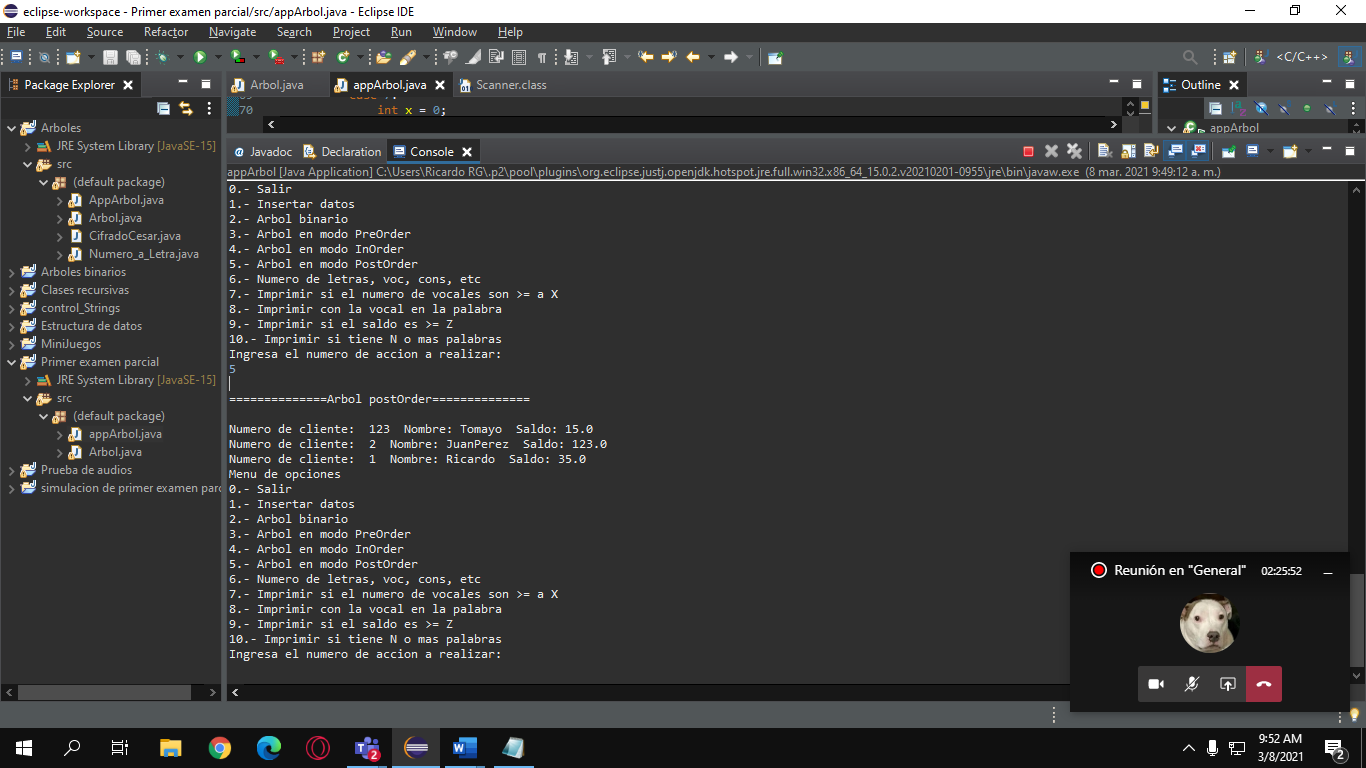 eclipse-workspace - Primer examen parcial/src/appArbol.java - Eclipse IDE
File Edit Source Refactor Navigate Search Project Run Window Help
<C/C++>
Package Explorer
Arbol.java
appArbol.java
Scanner.class
Outline
70 int x = 0;
appArbol
Arboles
JRE System Library [JavaSE-15]
src
(default package)
AppArbol.java
Arbol.java
CifradoCesar.java
Numero_a_Letra.java
Arboles binarios
Clases recursivas
control_Strings
Estructura de datos
MiniJuegos
Primer examen parcial
JRE System Library [JavaSE-15]
src
(default package)
appArbol.java
Arbol.java
Prueba de audios
simulacion de primer examen parc
@ Javadoc Declaration Console
appArbol [Java Application] C:\Users\Ricardo RG\.p2\pool\plugins\org.eclipse.justj.openjdk.hotspot.jre.full.win32.x86_64_15.0.2.v20210201-0955\jre\bin\javaw.exe (8 mar. 2021 9:49:12 a. m.)
0.- Salir
1.- Insertar datos
2.- Arbol binario
3.- Arbol en modo PreOrder
4.- Arbol en modo InOrder
5.- Arbol en modo PostOrder
6.- Numero de letras, voc, cons, etc
7.- Imprimir si el numero de vocales son >= a X
8.- Imprimir con la vocal en la palabra
9.- Imprimir si el saldo es >= Z
10.- Imprimir si tiene N o mas palabras
Ingresa el numero de accion a realizar:
5
==============Arbol postOrder==============
Numero de cliente:  123  Nombre: Tomayo  Saldo: 15.0
Numero de cliente:  2  Nombre: JuanPerez  Saldo: 123.0
Numero de cliente:  1  Nombre: Ricardo  Saldo: 35.0
Menu de opciones
0.- Salir
1.- Insertar datos
2.- Arbol binario
3.- Arbol en modo PreOrder
4.- Arbol en modo InOrder
5.- Arbol en modo PostOrder
6.- Numero de letras, voc, cons, etc
7.- Imprimir si el numero de vocales son >= a X
8.- Imprimir con la vocal en la palabra
9.- Imprimir si el saldo es >= Z
10.- Imprimir si tiene N o mas palabras
Ingresa el numero de accion a realizar:
Reunión en "General" 02:25:52
2
9:52 AM
3/8/2021
2